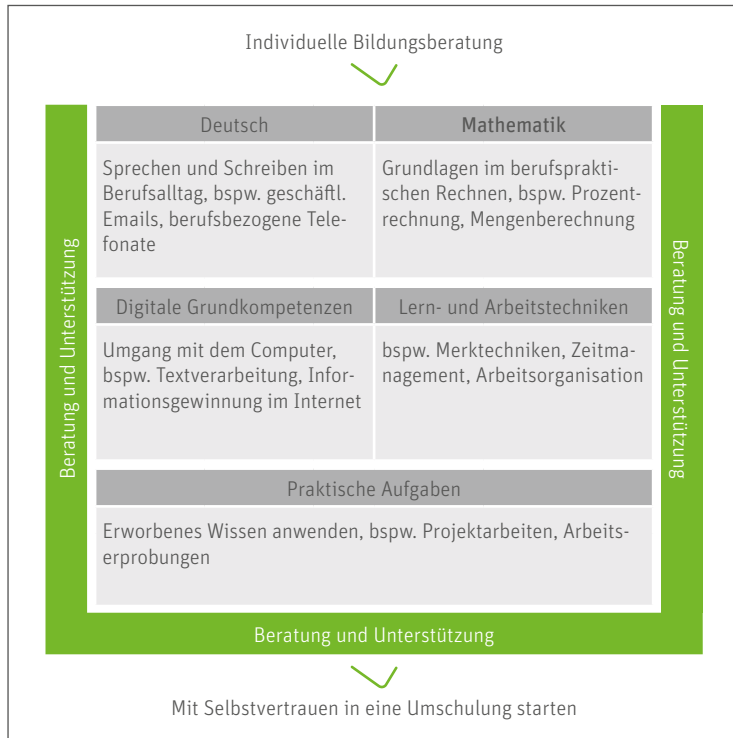 Individuelle Bildungsberatung
Beratung und Unterstützung
Deutsch
Sprechen und Schreiben im
Berufsalltag, bspw. geschäftl.
Emails, berufsbezogene Tele-
fonate
Mathematik
Grundlagen im berufsprakti-
schen Rechnen, bspw. Prozent-
rechnung, Mengenberechnung
Digitale Grundkompetenzen
Umgang mit dem Computer,
bspw. Textverarbeitung, Infor-
mationsgewinnung im Internet
Lern- und Arbeitstechniken
bspw. Merktechniken, Zeitma-
nagement, Arbeitsorganisation
Praktische Aufgaben
Erworbenes Wissen anwenden, bspw. Projektarbeiten, Arbeits-
erprobungen
Beratung und Unterstützung
Beratung und Unterstützung
Mit Selbstvertrauen in eine Umschulung starten